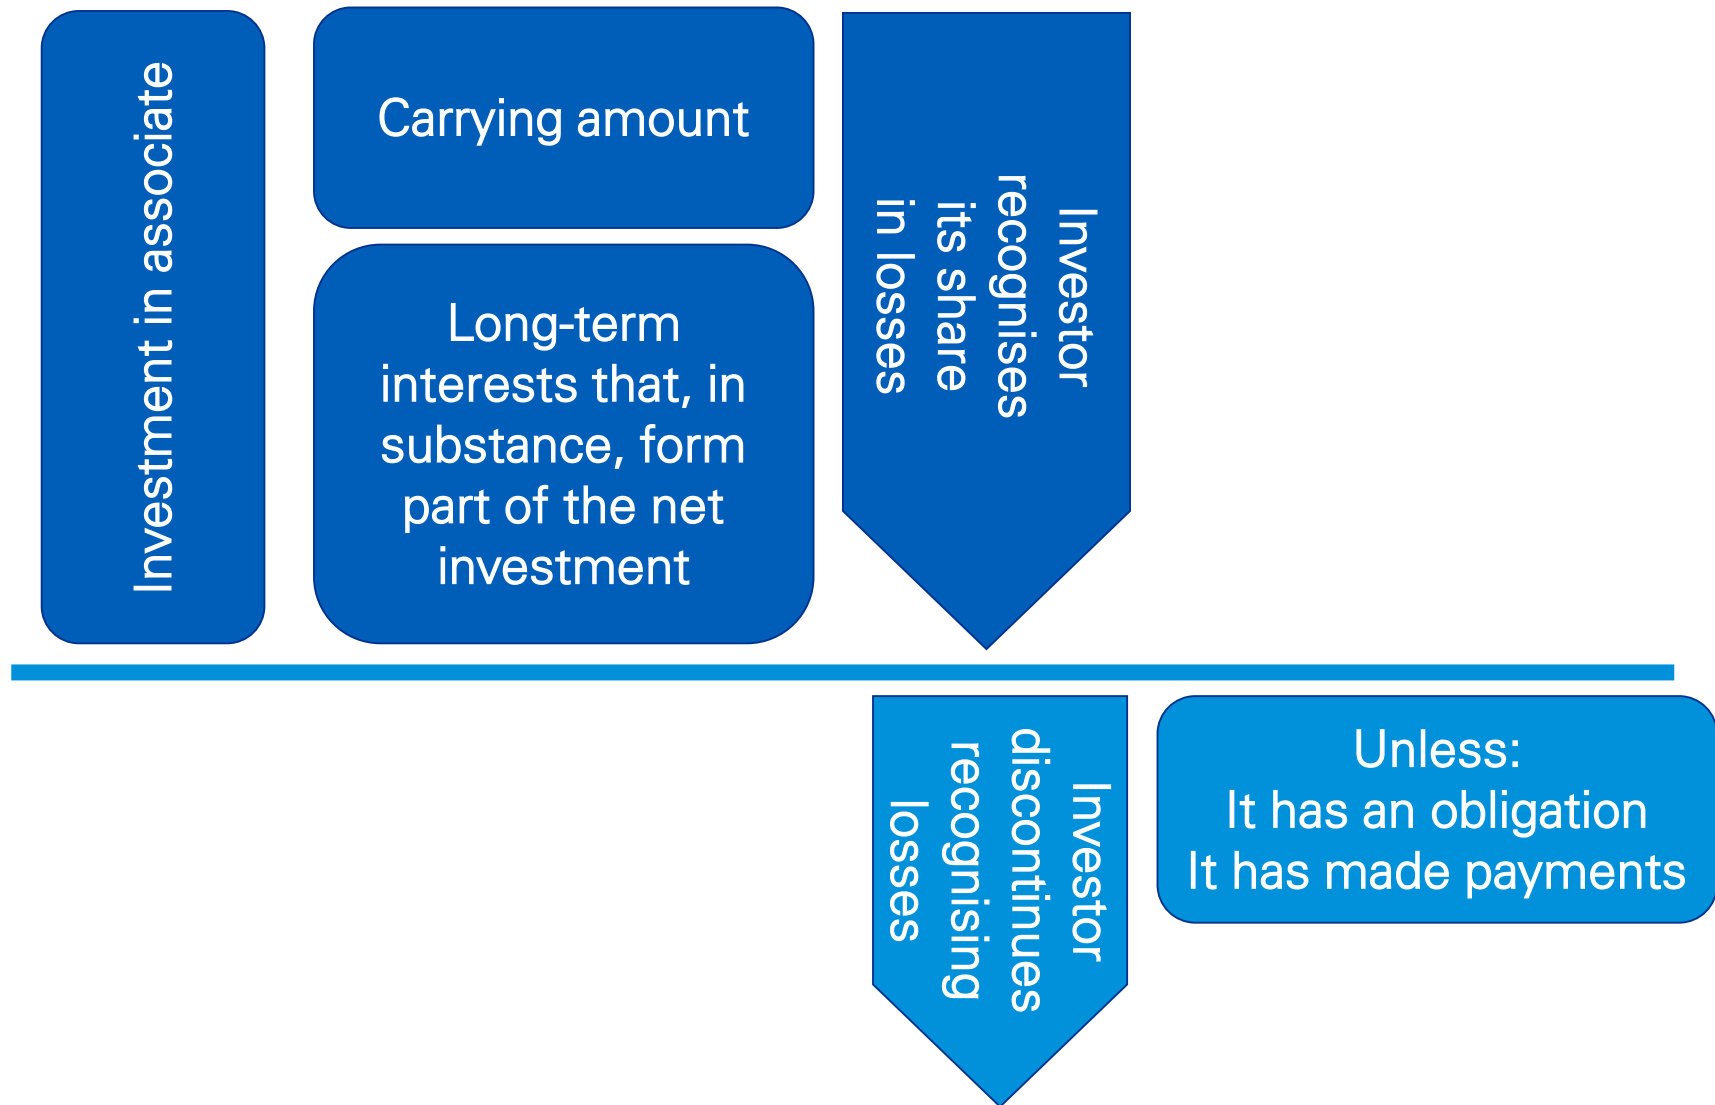 Investment in associate
Carrying amount
Long-term
interests that, in
substance, form
part of the net
investment
Investor
recognises
its share
in losses
Investor
discontinues
recognising
losses
Unless:
It has an obligation
It has made payments